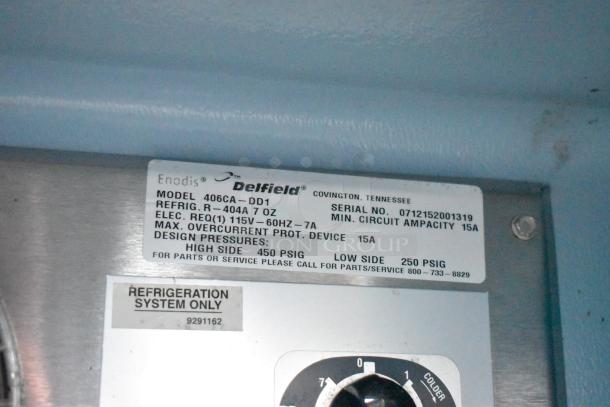 Enodis® Delfield® COVINGTON, TENNESSEE
MODEL 406CA-DD1
REFRIG. R-404A 7 OZ SERIAL NO. 0712152001319
ELEC. REQ(1) 115V-60HZ-7A MIN. CIRCUIT AMPACITY 15A
MAX. OVERCURRENT PROT. DEVICE 15A
DESIGN PRESSURES:
HIGH SIDE 450 PSIG LOW SIDE 250 PSIG
FOR PARTS OR SERVICE PLEASE CALL FOR PARTS/SERVICE 800-733-8829
REFRIGERATION
SYSTEM ONLY
9291162
0
7 1 COLDER